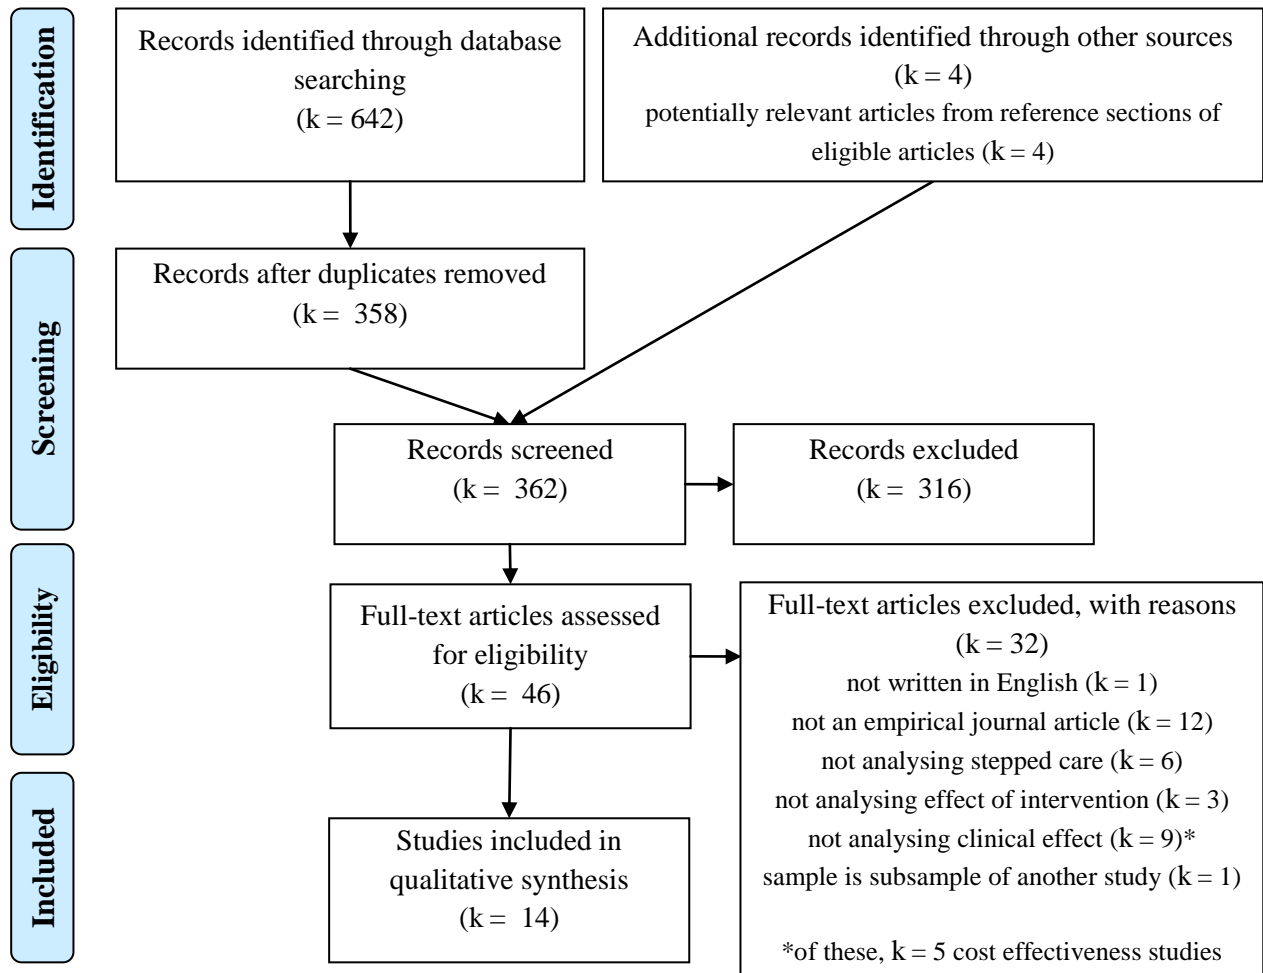 Identification
Records identified through database
searching
(k = 642)
Additional records identified through other sources
(k = 4)
potentially relevant articles from reference sections of
eligible articles (k = 4)
Screening
Records after duplicates removed
(k = 358)
Records screened
(k = 362)
Records excluded
(k = 316)
Eligibility
Full-text articles assessed
for eligibility
(k = 46)
Full-text articles excluded, with reasons
(k = 32)
not written in English (k = 1)
not an empirical journal article (k = 12)
not analysing stepped care (k = 6)
not analysing effect of intervention (k = 3)
not analysing clinical effect (k = 9)*
sample is subsample of another study (k = 1)
*of these, k = 5 cost effectiveness studies
Included
Studies included in
qualitative synthesis
(k = 14)